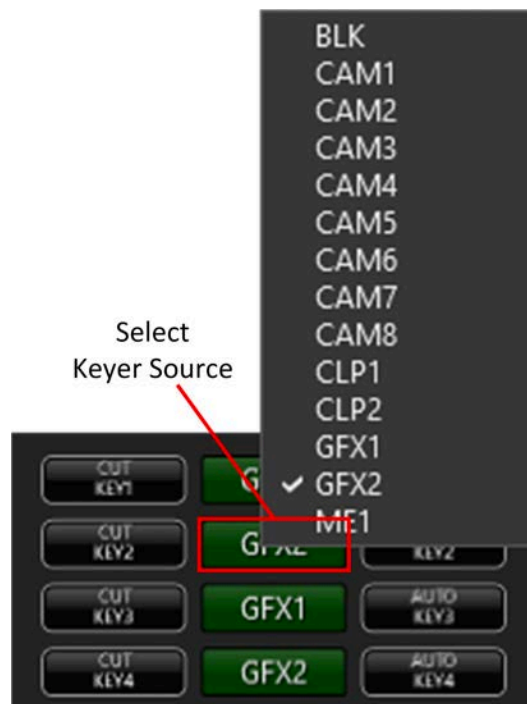 BLK
CAM1
CAM2
CAM3
CAM4
CAM5
CAM6
CAM7
CAM8
CLP1
CLP2
GFX1
GFX2
ME1
Select
Keyer Source
CUT
KEY1
CUT
KEY2
GFX2
KEY2
CUT
KEY3
GFX1
AUTO
KEY3
CUT
KEY4
GFX2
AUTO
KEY4